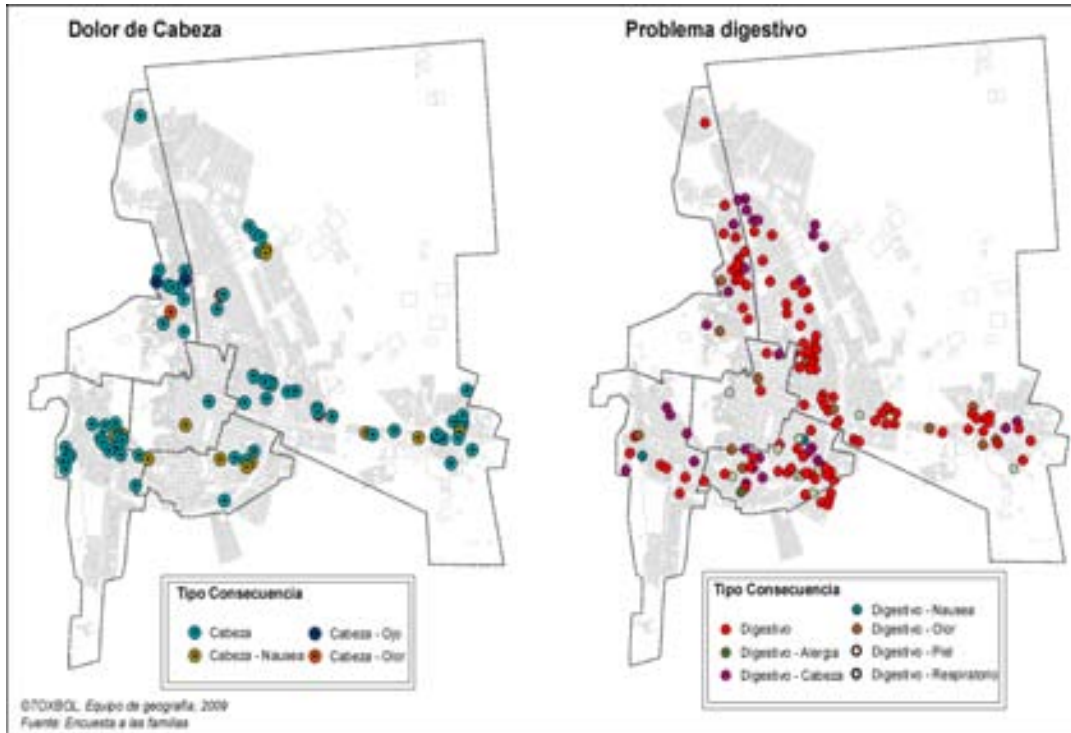 Dolor de Cabeza
Problema digestivo
Tipo Consecuencia
Cabeza
Cabeza - Ojo
Cabeza - Nausea
Cabeza - Olor
Tipo Consecuencia
Digestivo - Nausea
Digestivo
Digestivo - Olor
Digestivo - Alergia
Digestivo - Piel
Digestivo - Cabeza
Digestivo - Respiratorio
©TOXBOL, Equipo de geografia, 2009
Fuente: Encuesta a las familias